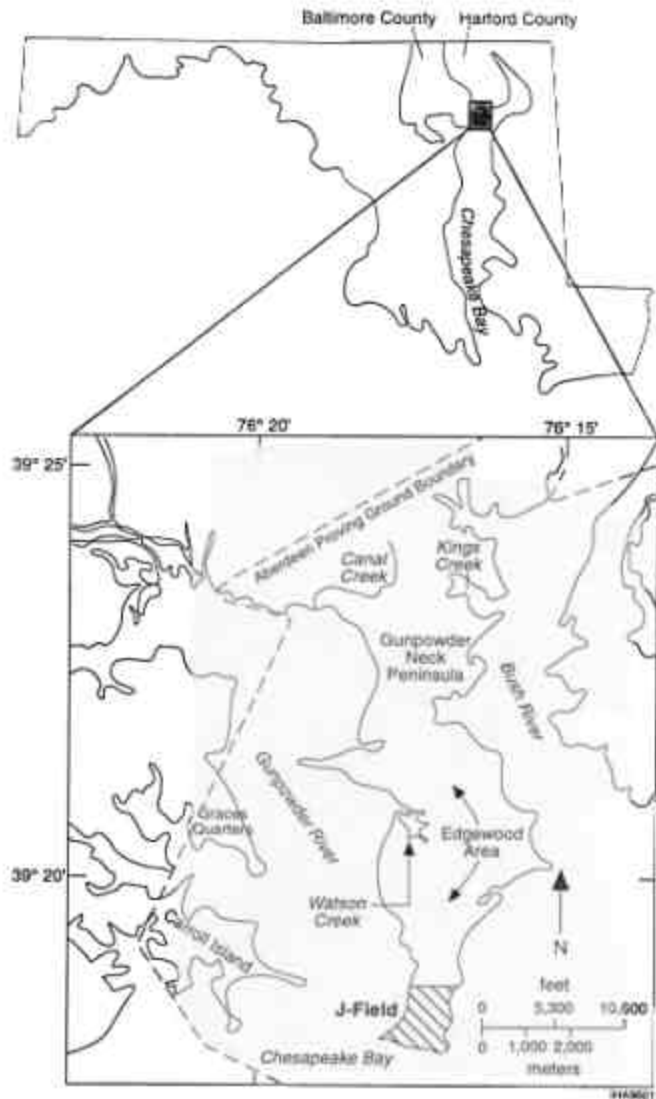 Baltimore County
Harford County
Chesapeake Bay
76° 20'
76° 15'
39° 25'
Aberdeen Proving Ground Boundary
Canal
Creek
Kings
Creek
Gunpowder
Neck
Peninsula
Bush River
Gunpowder River
Graces
Quarters
Edgewood
Area
39° 20'
Watson
Creek
N
Carroll Island
J-Field
feet
0 5,300 10,600
0 1,000 2,000
meters
Chesapeake Bay